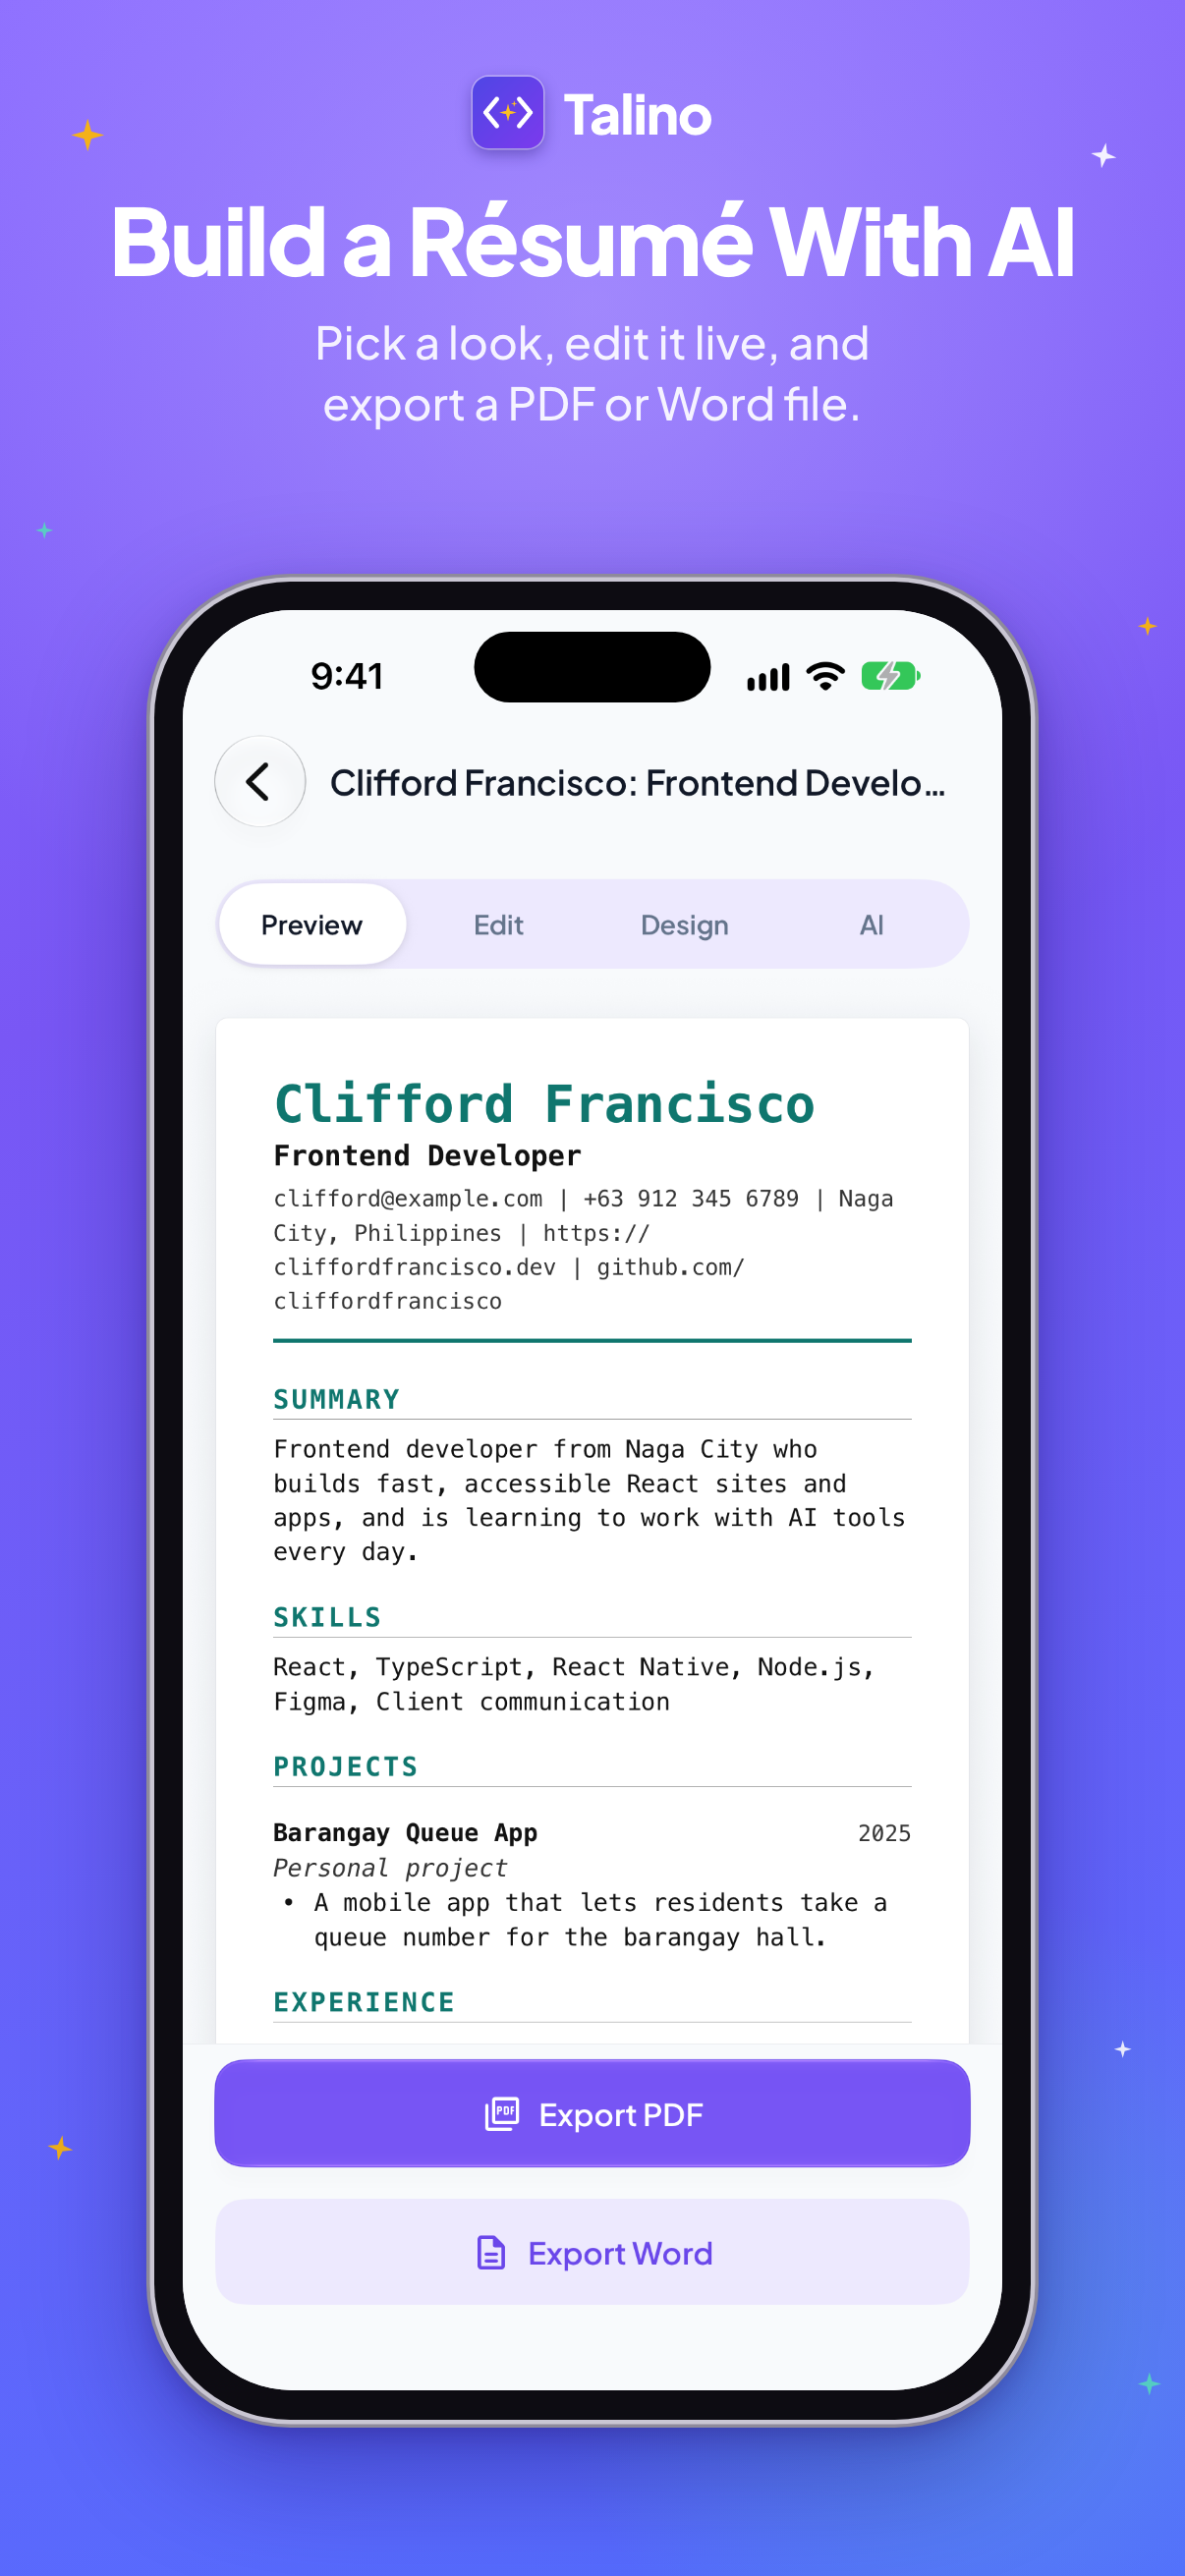 Talino
Build a Résumé With AI
Pick a look, edit it live, and
export a PDF or Word file.
9:41
Clifford Francisco: Frontend Develo...
Preview
Edit
Design
AI
Clifford Francisco
Frontend Developer
clifford@example.com | +63 912 345 6789 | Naga
City, Philippines | https://
cliffordfrancisco.dev | github.com/
cliffordfrancisco
SUMMARY
Frontend developer from Naga City who
builds fast, accessible React sites and
apps, and is learning to work with AI tools
every day.
SKILLS
React, TypeScript, React Native, Node.js,
Figma, Client communication
PROJECTS
Barangay Queue App 2025
Personal project
• A mobile app that lets residents take a
queue number for the barangay hall.
EXPERIENCE
PDF Export PDF
Export Word